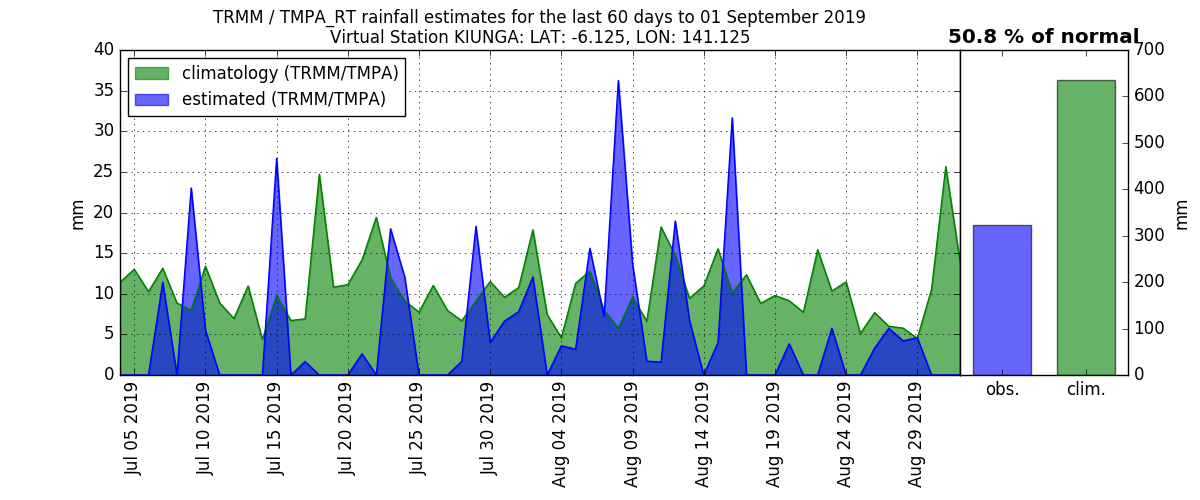 TRMM / TMPA_RT rainfall estimates for the last 60 days to 01 September 2019
Virtual Station KIUNGA: LAT: -6.125, LON: 141.125
50.8 % of normal
climatology (TRMM/TMPA)
estimated (TRMM/TMPA)
40
35
30
25
20
15
10
5
0
mm
Jul 05 2019
Jul 10 2019
Jul 15 2019
Jul 20 2019
Jul 25 2019
Jul 30 2019
Aug 04 2019
Aug 09 2019
Aug 14 2019
Aug 19 2019
Aug 24 2019
Aug 29 2019
700
600
500
400
300
200
100
0
mm
obs.
clim.